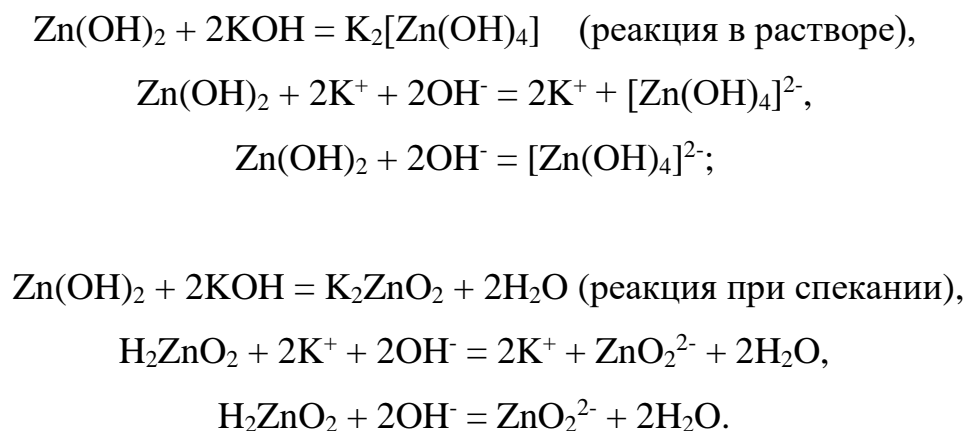 Zn(OH)₂ + 2KOH = K₂[Zn(OH)₄] (реакция в растворе),
Zn(OH)₂ + 2K⁺ + 2OH⁻ = 2K⁺ + [Zn(OH)₄]²⁻,
Zn(OH)₂ + 2OH⁻ = [Zn(OH)₄]²⁻;
Zn(OH)₂ + 2KOH = K₂ZnO₂ + 2H₂O (реакция при спекании),
H₂ZnO₂ + 2K⁺ + 2OH⁻ = 2K⁺ + ZnO₂²⁻ + 2H₂O,
H₂ZnO₂ + 2OH⁻ = ZnO₂²⁻ + 2H₂O.